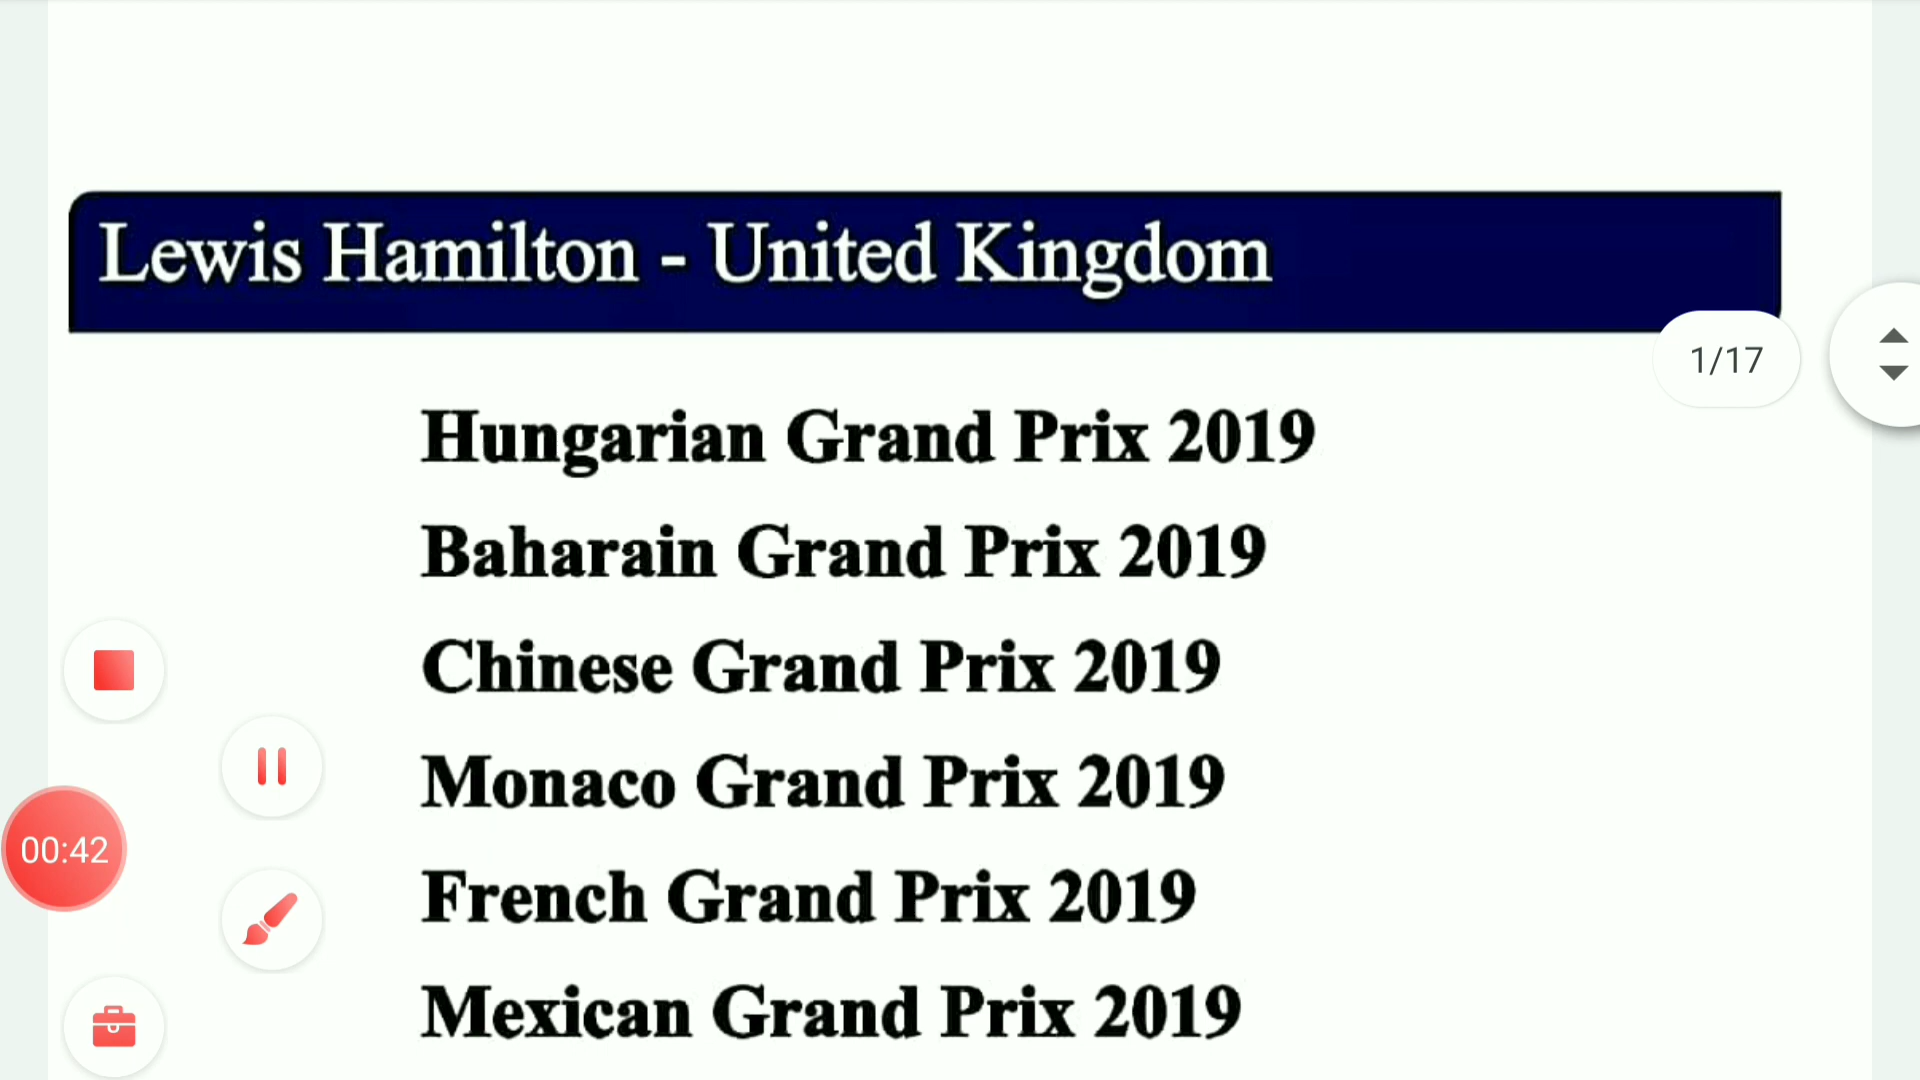 Lewis Hamilton - United Kingdom
1/17
Hungarian Grand Prix 2019
Baharain Grand Prix 2019
Chinese Grand Prix 2019
Monaco Grand Prix 2019
00:42
French Grand Prix 2019
Mexican Grand Prix 2019